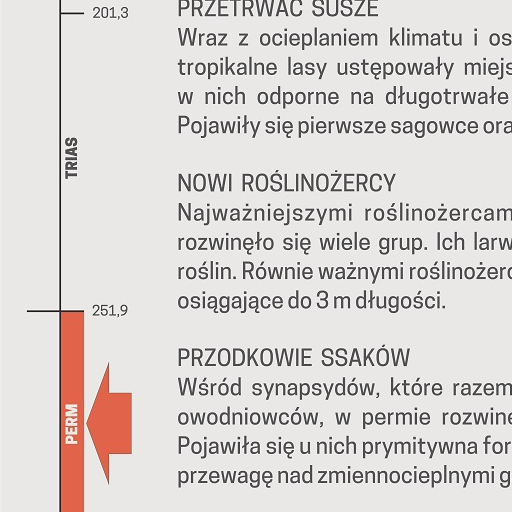 201,3
TRIAS
251,9
PERM
PRZETRWAĆ SUSZĘ
Wraz z ociepleniem klimatu i os
tropikalne lasy ustępowały miejs
w nich odporne na długotrwałe
Pojawiły się pierwsze sagowce ora
NOWI ROŚLINOŻERCY
Najważniejszymi roślinożercam
rozwinęło się wiele grup. Ich larw
roślin. Równie ważnymi roślinożerc
osiągające do 3 m długości.
PRZODKOWIE SSAKÓW
Wśród synapsydów, które razem
owodniowców, w permie rozwinę
Pojawiła się u nich prymitywna for
przewagę nad zmiennocieplnymi g